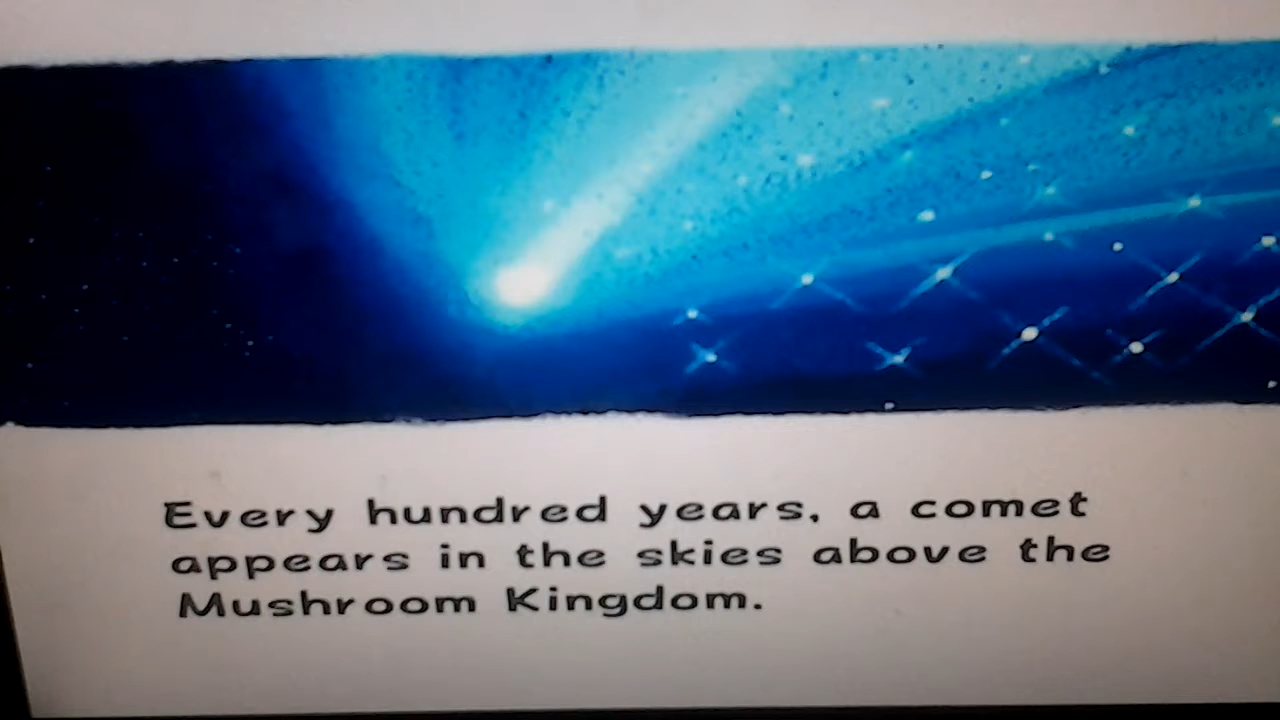 Every hundred years, a comet
appears in the skies above the
Mushroom Kingdom.